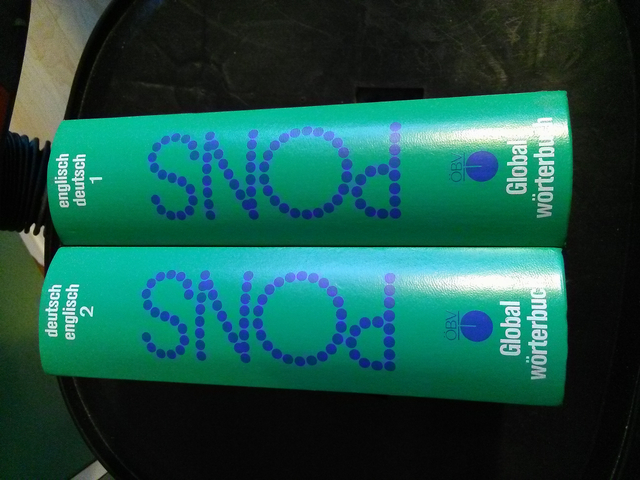 englisch
deutsch
1
PONS
ÖBV
Global
wörterbuch
deutsch
englisch
2
PONS
ÖBV
Global
wörterbuch